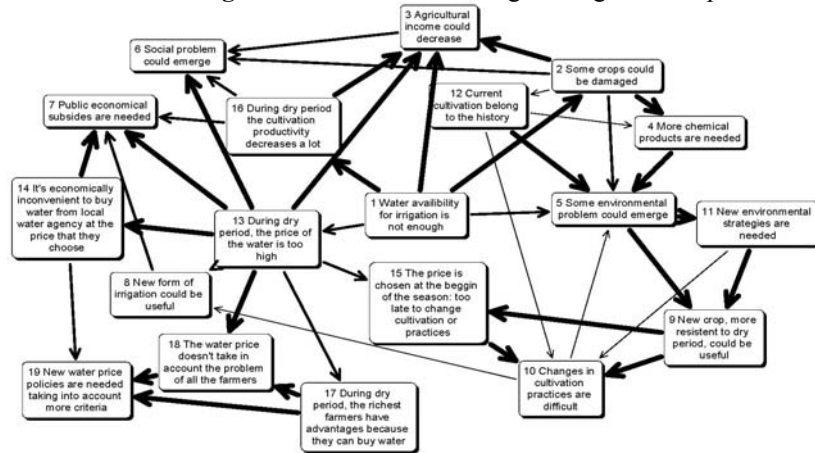 3 Agricultural
income could
decrease
6 Social problem
could emerge
2 Some crops could
be damaged
12 Current
cultivation belong
to the history
7 Public economical
subsides are needed
16 During dry period
the cultivation
productivity
decreases a lot
4 More chemical
products are needed
14 It's economically
inconvenient to buy
water from local
water agency at the
price that they
choose
13 During dry
period, the price
of the water is too
high
1 Water availibility
for irrigation is
not enough
5 Some environmental
problem could emerge
11 New environmental
strategies are
needed
8 New form of
irrigation could be
useful
15 The price is
chosen at the beggin
of the season: too
late to change
cultivation or
practices
9 New crop, more
resistent to dry
period, could be
useful
18 The water price
doesn't take in
account the problem
of all the farmers
19 New water price
policies are needed
taking into account
more criteria
10 Changes in
cultivation
practices are
difficult
17 During dry
period, the richest
farmers have
advantages because
they can buy water